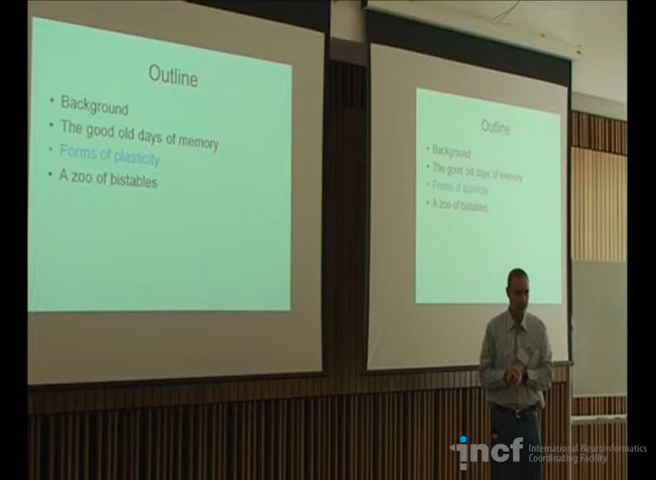 Outline
• Background
• The good old days of memory
• Forms of plasticity
• A zoo of bistables
Outline
• Background
• The good old days of memory
• Forms of plasticity
• A zoo of bistables
incf International Neuroinformatics
Coordinating Facility